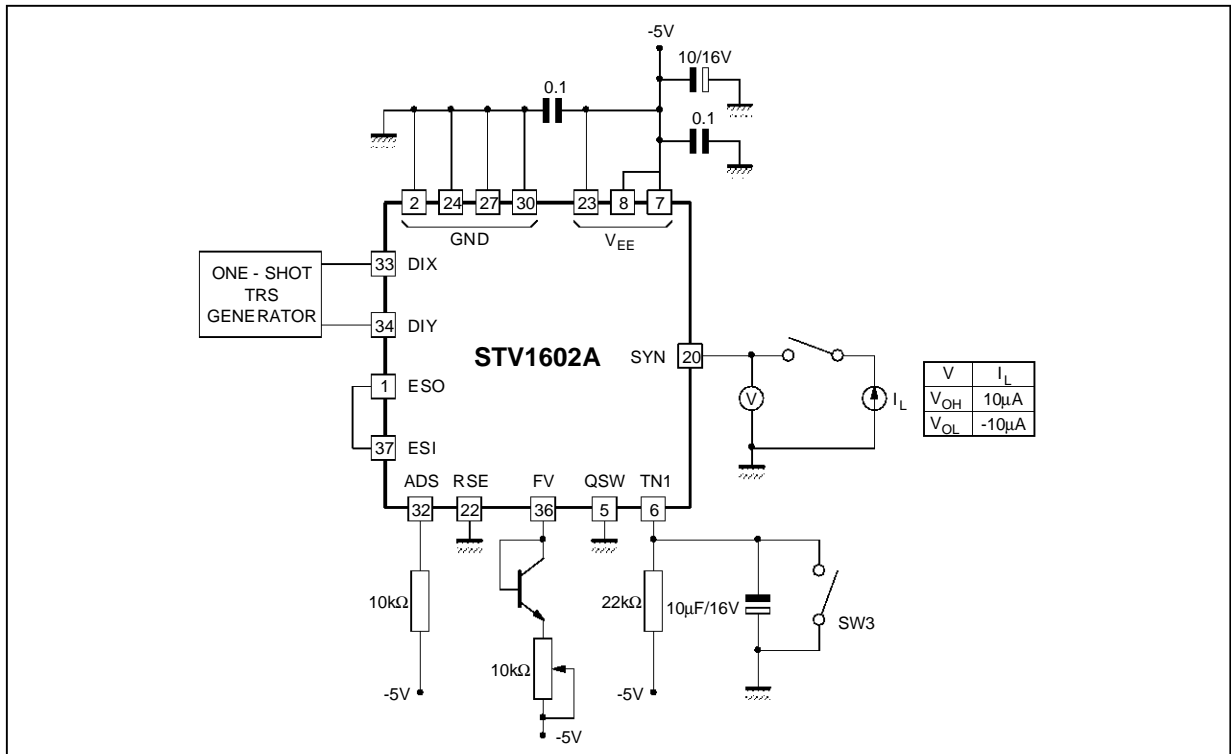 -5V
10/16V
0.1
0.1
2 24 27 30 23 8 7
GND
VEE
ONE - SHOT
TRS
GENERATOR
33 DIX
34 DIY
STV1602A
SYN 20
1 ESO
37 ESI
V
IL
V IL
VOH 10μA
VOL -10μA
ADS RSE FV QSW TN1
32 22 36 5 6
10kΩ
10kΩ
22kΩ
10μF/16V
SW3
-5V
-5V
-5V